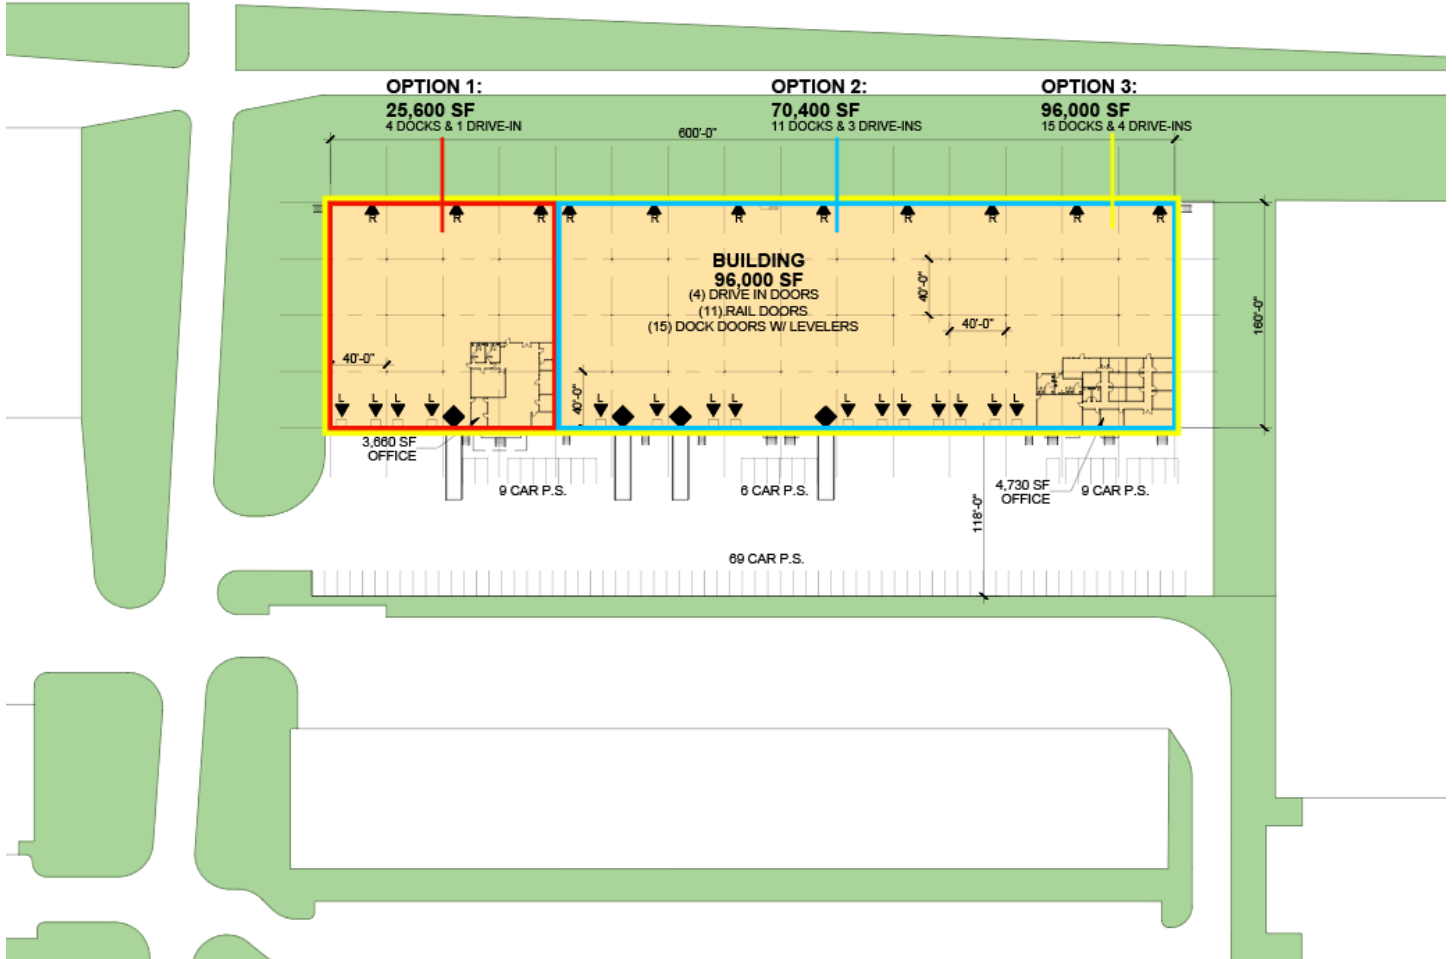 OPTION 1:
25,600 SF
4 DOCKS & 1 DRIVE-IN
OPTION 2:
70,400 SF
11 DOCKS & 3 DRIVE-INS
OPTION 3:
96,000 SF
15 DOCKS & 4 DRIVE-INS
600'-0"
R R R R R R R R R R R
BUILDING
96,000 SF
(4) DRIVE IN DOORS
(11) RAIL DOORS
(15) DOCK DOORS W/ LEVELERS
40'-0"
40'-0"
160'-0"
40'-0"
40'-0"
L L L L L L L L L L L L L L L
3,660 SF
OFFICE
9 CAR P.S.
6 CAR P.S.
4,730 SF
OFFICE
9 CAR P.S.
118'-0"
69 CAR P.S.